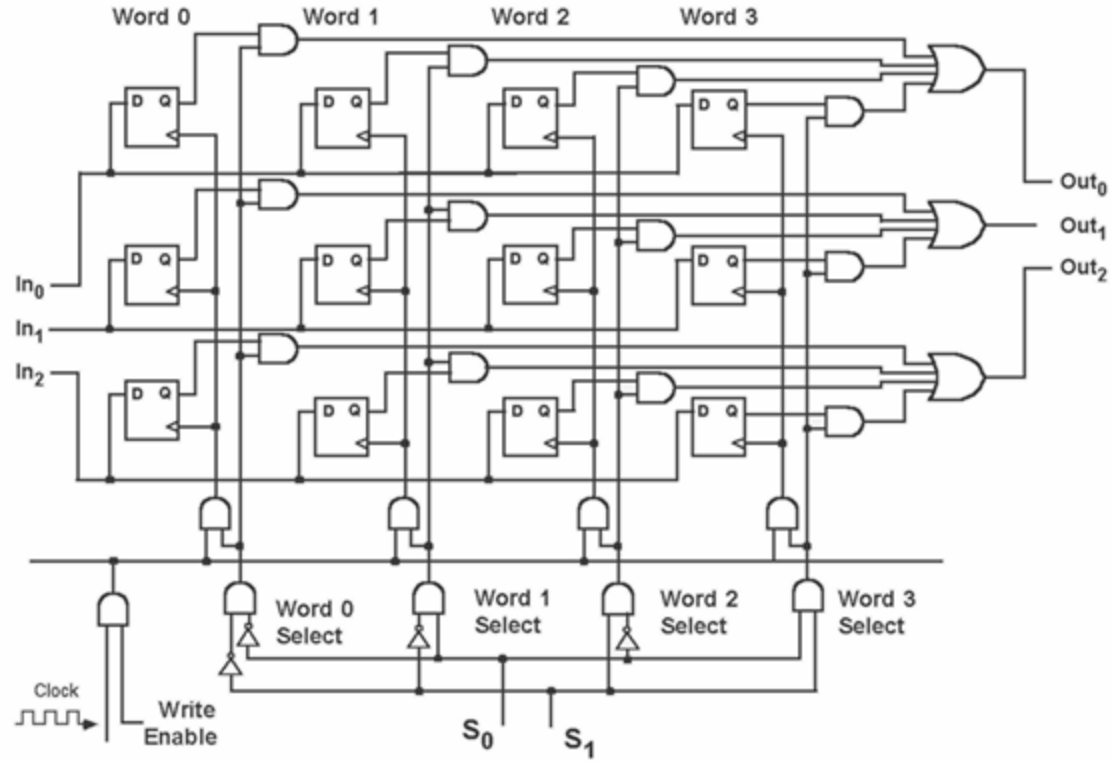 Word 0
Word 1
Word 2
Word 3
D Q
D Q
D Q
D Q
Out₀
D Q
D Q
D Q
D Q
Out₁
In₀
Out₂
In₁
In₂
D Q
D Q
D Q
D Q
Word 0
Select
Word 1
Select
Word 2
Select
Word 3
Select
Clock
Write
Enable
S₀
S₁